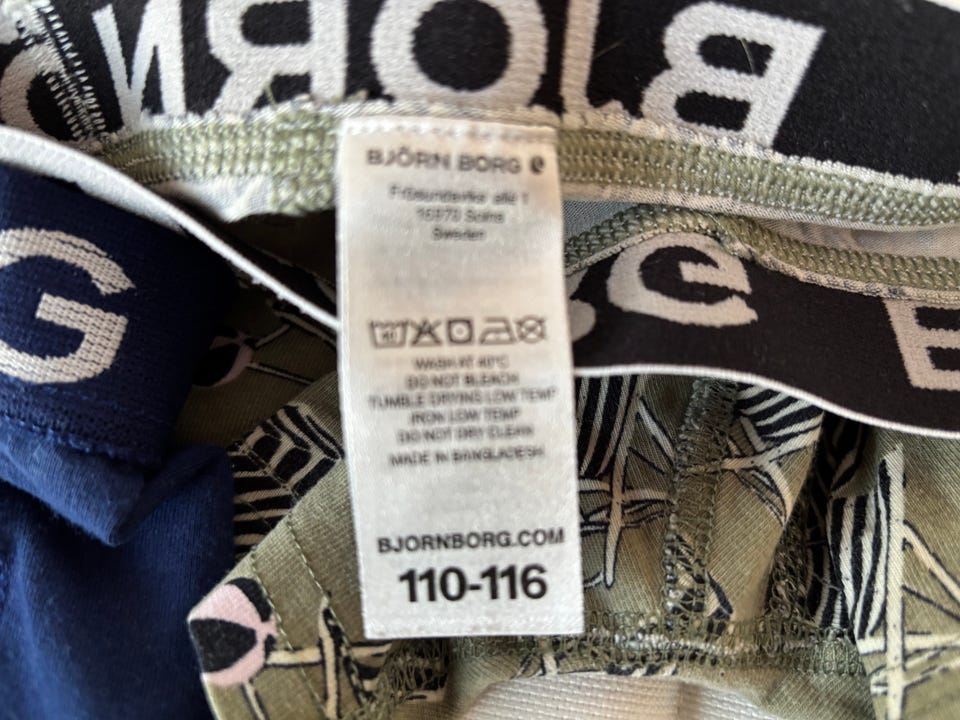 BJORN
BJÖRN BORG
Frösundaviks allé 1
16970 Solna
Sweden
WASH AT 40°C
DO NOT BLEACH
TUMBLE DRYING LOW TEMP
IRON LOW TEMP
DO NOT DRY CLEAN
MADE IN BANGLADESH
BJORNBORG.COM
110-116
G
G
B